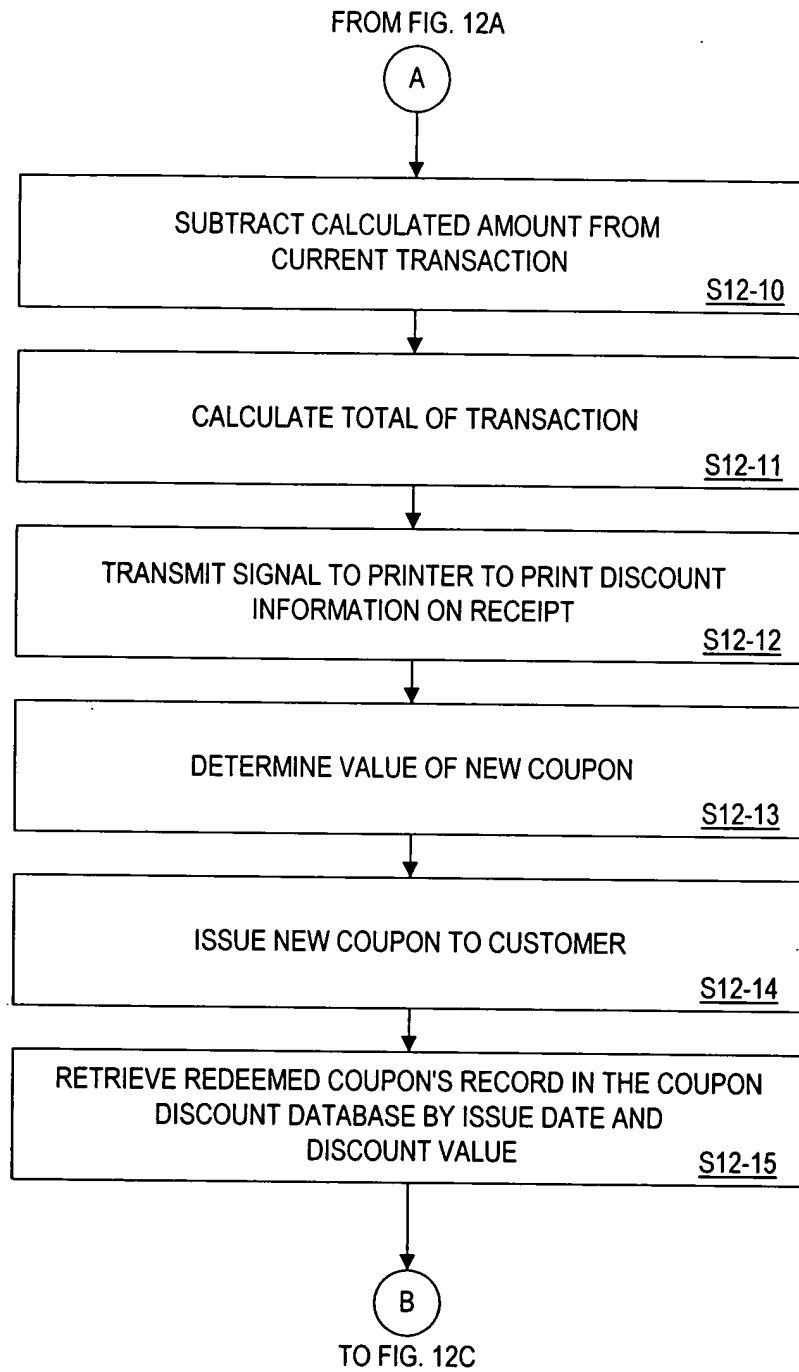 FROM FIG. 12A
A
SUBTRACT CALCULATED AMOUNT FROM
CURRENT TRANSACTION
S12-10
CALCULATE TOTAL OF TRANSACTION
S12-11
TRANSMIT SIGNAL TO PRINTER TO PRINT DISCOUNT
INFORMATION ON RECEIPT
S12-12
DETERMINE VALUE OF NEW COUPON
S12-13
ISSUE NEW COUPON TO CUSTOMER
S12-14
RETRIEVE REDEEMED COUPON'S RECORD IN THE COUPON
DISCOUNT DATABASE BY ISSUE DATE AND
DISCOUNT VALUE
S12-15
B
TO FIG. 12C